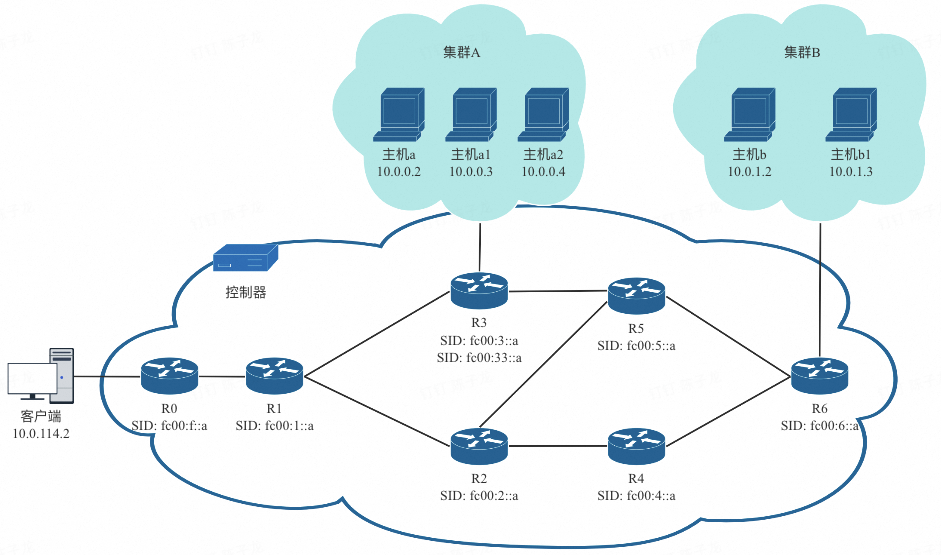 集群A
集群B
主机a
主机a1
主机a2
10.0.0.2
10.0.0.3
10.0.0.4
主机b
主机b1
10.0.1.2
10.0.1.3
控制器
R3
SID: fc00:3::a
SID: fc00:33::a
R5
SID: fc00:5::a
客户端
10.0.114.2
R0
SID: fc00:f::a
R1
SID: fc00:1::a
R6
SID: fc00:6::a
R2
SID: fc00:2::a
R4
SID: fc00:4::a